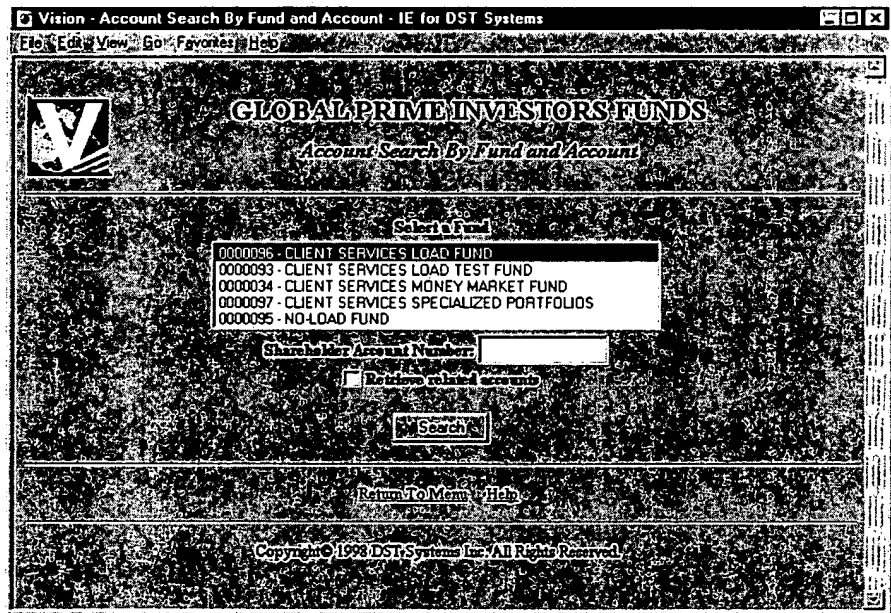 Vision - Account Search By Fund and Account - IE for DST Systems
File Edit View Go Favorites Help
GLOBAL PRIME INVESTORS FUNDS
Account Search By Fund and Account
Select a Fund
0000096 - CLIENT SERVICES LOAD FUND
0000093 - CLIENT SERVICES LOAD TEST FUND
0000034 - CLIENT SERVICES MONEY MARKET FUND
0000097 - CLIENT SERVICES SPECIALIZED PORTFOLIOS
0000095 - NO-LOAD FUND
Shareholder Account Number:
Retrieve related accounts
Search
Return To Menu Help
Copyright© 1998 DST Systems Inc. All Rights Reserved.